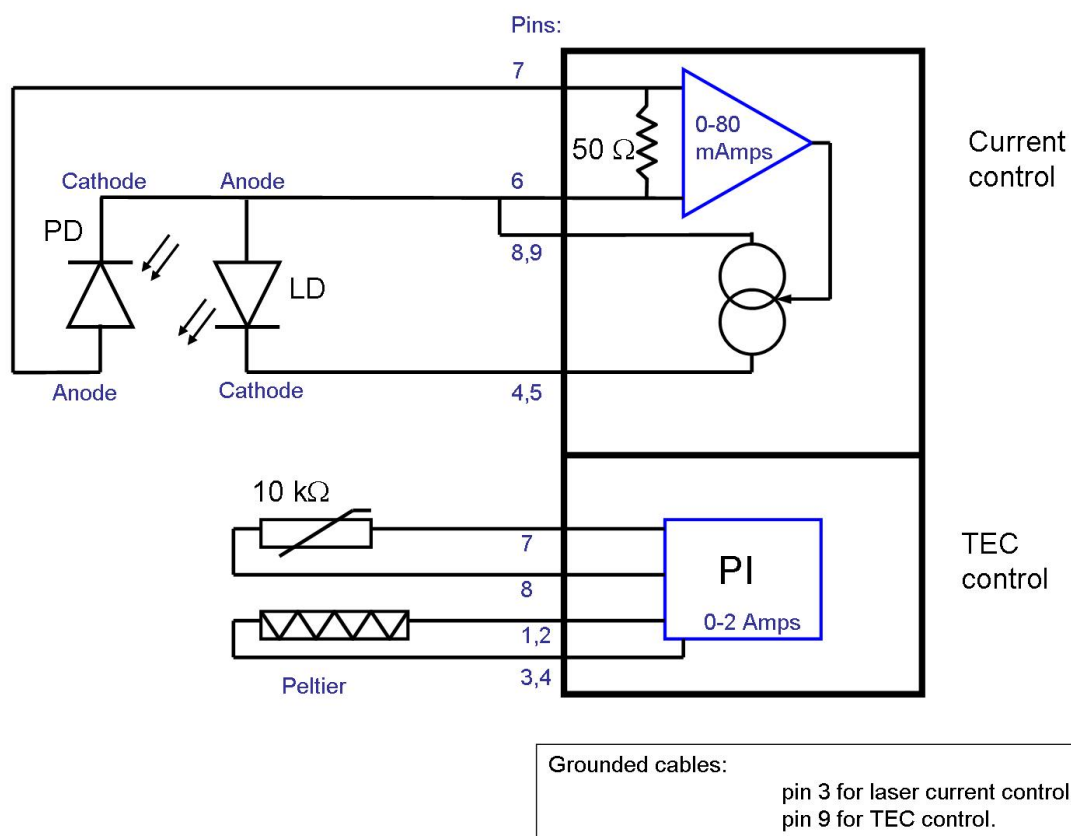 Pins:
7
0-80
mAmps
50 Ω
Current
control
Cathode
Anode
6
PD
8,9
LD
Anode
Cathode
4,5
10 kΩ
7
TEC
control
PI
8
0-2 Amps
1,2
Peltier
3,4
Grounded cables:
pin 3 for laser current control
pin 9 for TEC control.